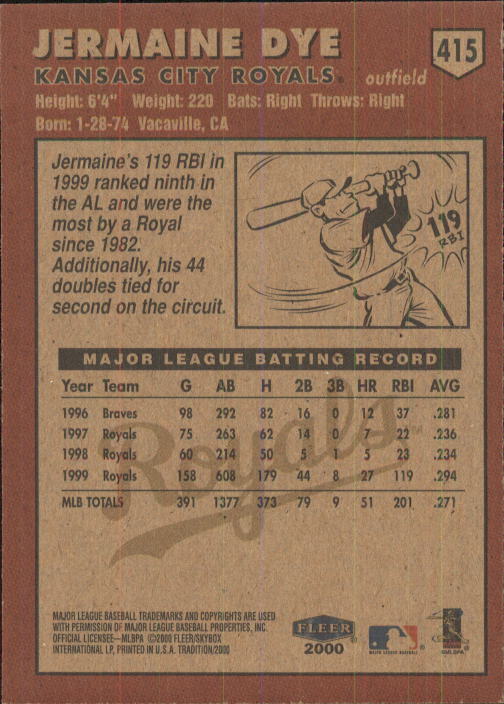 JERMAINE DYE
415
KANSAS CITY ROYALS® outfield
Height: 6'4" Weight: 220 Bats: Right Throws: Right
Born: 1-28-74 Vacaville, CA
Jermaine's 119 RBI in
1999 ranked ninth in
the AL and were the
most by a Royal
since 1982.
Additionally, his 44
doubles tied for
second on the circuit.
119
RBI
MAJOR LEAGUE BATTING RECORD
Year Team G AB H 2B 3B HR RBI AVG
1996 Braves 98 292 82 16 0 12 37 .281
1997 Royals 75 263 62 14 0 7 22 .236
1998 Royals 60 214 50 5 1 5 23 .234
1999 Royals 158 608 179 44 8 27 119 .294
MLB TOTALS 391 1377 373 79 9 51 201 .271
Royals™
MAJOR LEAGUE BASEBALL TRADEMARKS AND COPYRIGHTS ARE USED
WITH PERMISSION OF MAJOR LEAGUE BASEBALL PROPERTIES, INC.
OFFICIAL LICENSEE—MLBPA ©2000 FLEER/SKYBOX
INTERNATIONAL LP, PRINTED IN U.S.A. TRADITION/2000
FLEER
2000
MAJOR LEAGUE BASEBALL
©MLBPA